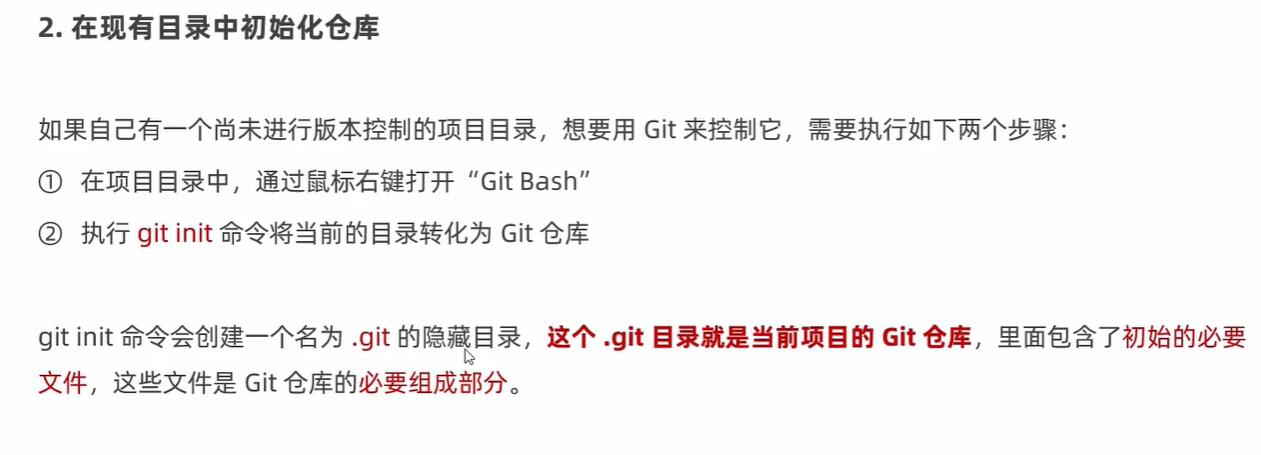 2. 在现有目录中初始化仓库
如果自己有一个尚未进行版本控制的项目目录，想要用 Git 来控制它，需要执行如下两个步骤：
① 在项目目录中，通过鼠标右键打开“Git Bash”
② 执行 git init 命令将当前的目录转化为 Git 仓库
git init 命令会创建一个名为 .git 的隐藏目录，这个 .git 目录就是当前项目的 Git 仓库，里面包含了初始的必要
文件，这些文件是 Git 仓库的必要组成部分。